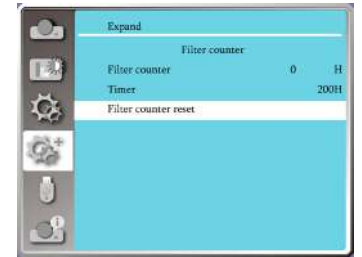 Expand
Filter counter
Filter counter 0 H
Timer 200H
Filter counter reset